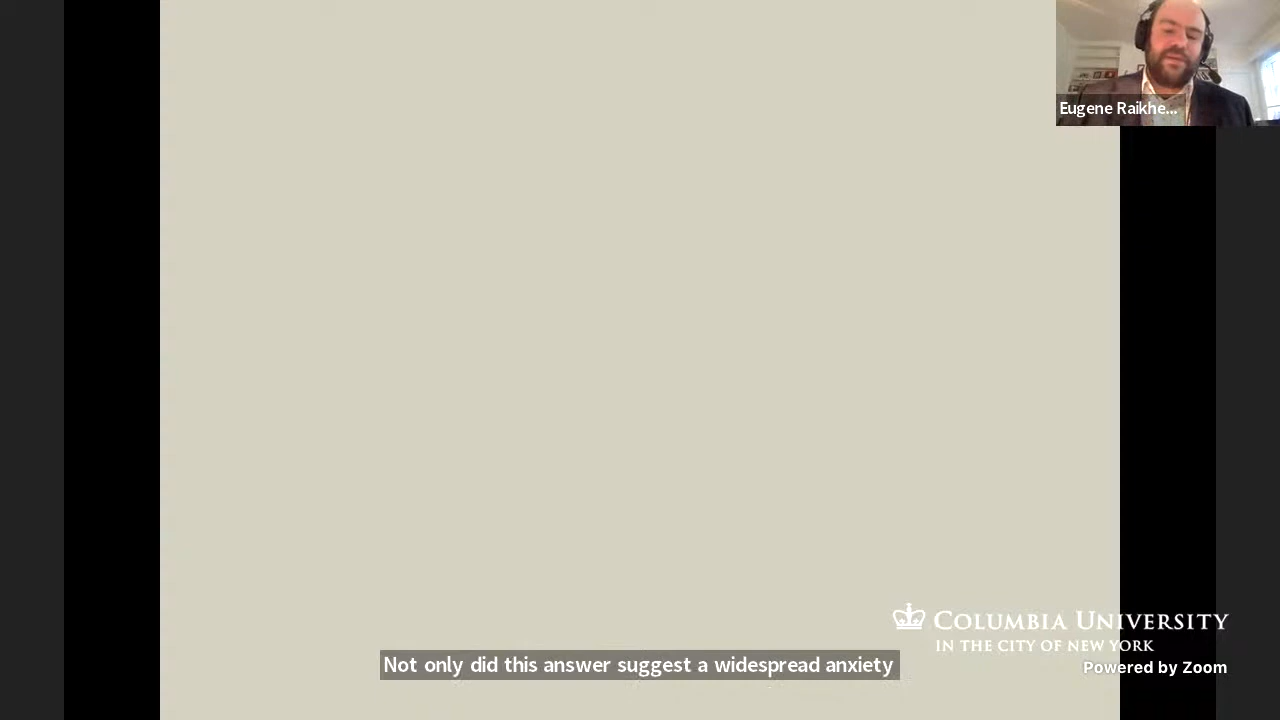 Eugene Raikhe...
COLUMBIA UNIVERSITY
IN THE CITY OF NEW YORK
Not only did this answer suggest a widespread anxiety
Powered by Zoom